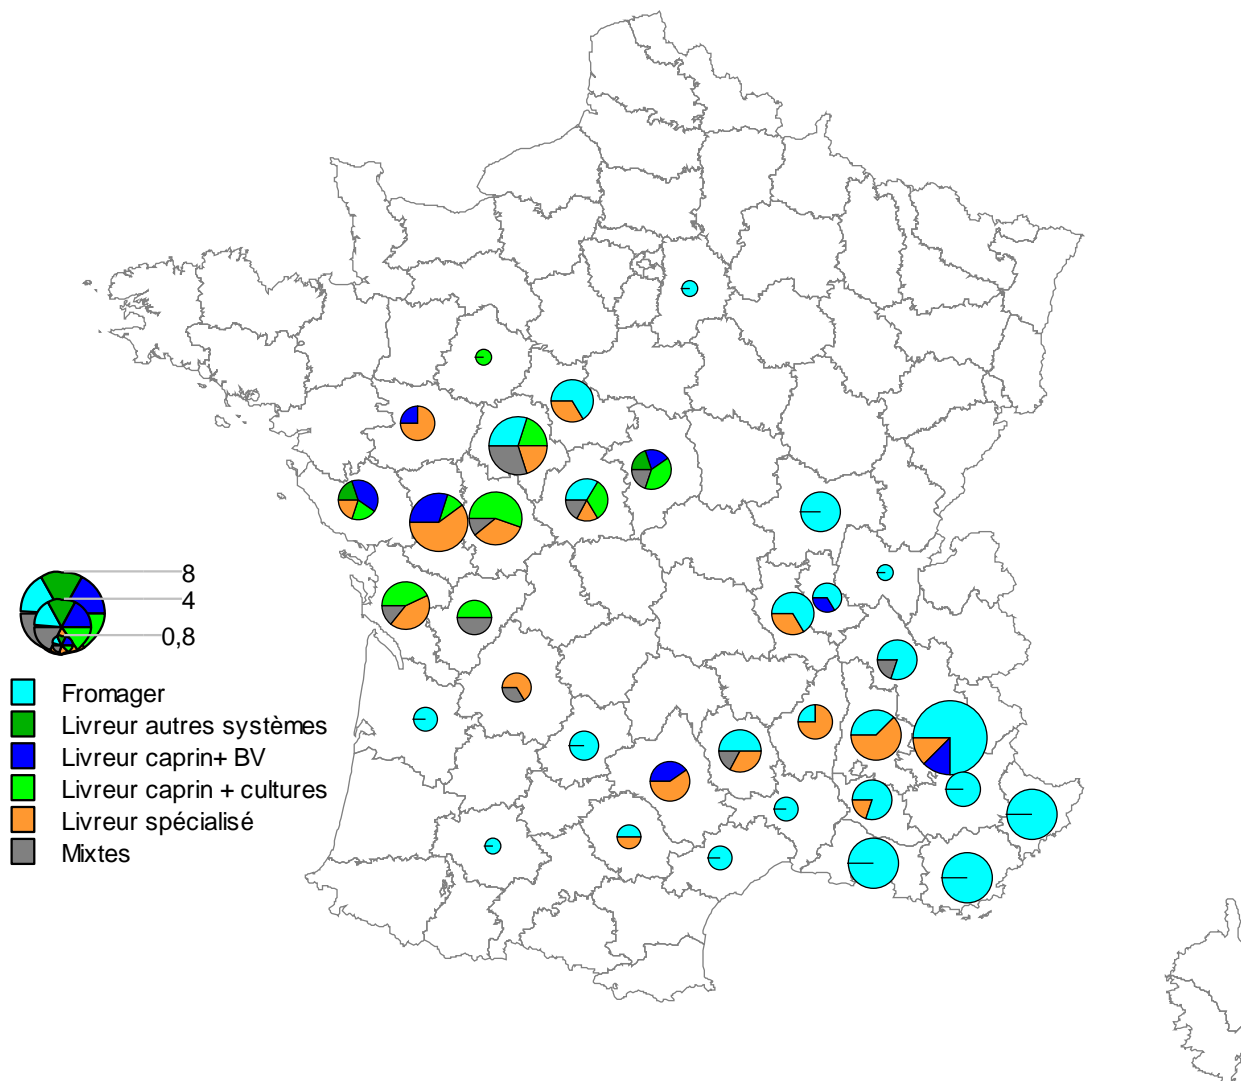 8
4
0,8
Fromager
Livreur autres systèmes
Livreur caprin+ BV
Livreur caprin + cultures
Livreur spécialisé
Mixtes